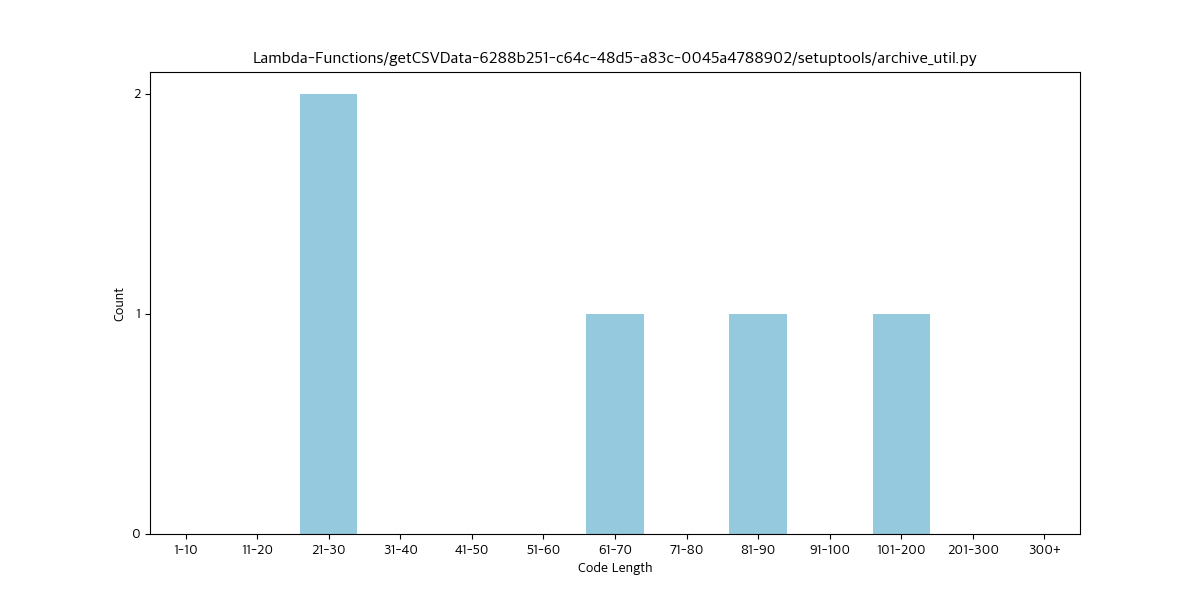 Lambda-Functions/getCSVData-6288b251-c64c-48d5-a83c-0045a4788902/setuptools/archive_util.py
2
1
0
Count
1-10 11-20 21-30 31-40 41-50 51-60 61-70 71-80 81-90 91-100 101-200 201-300 300+
Code Length